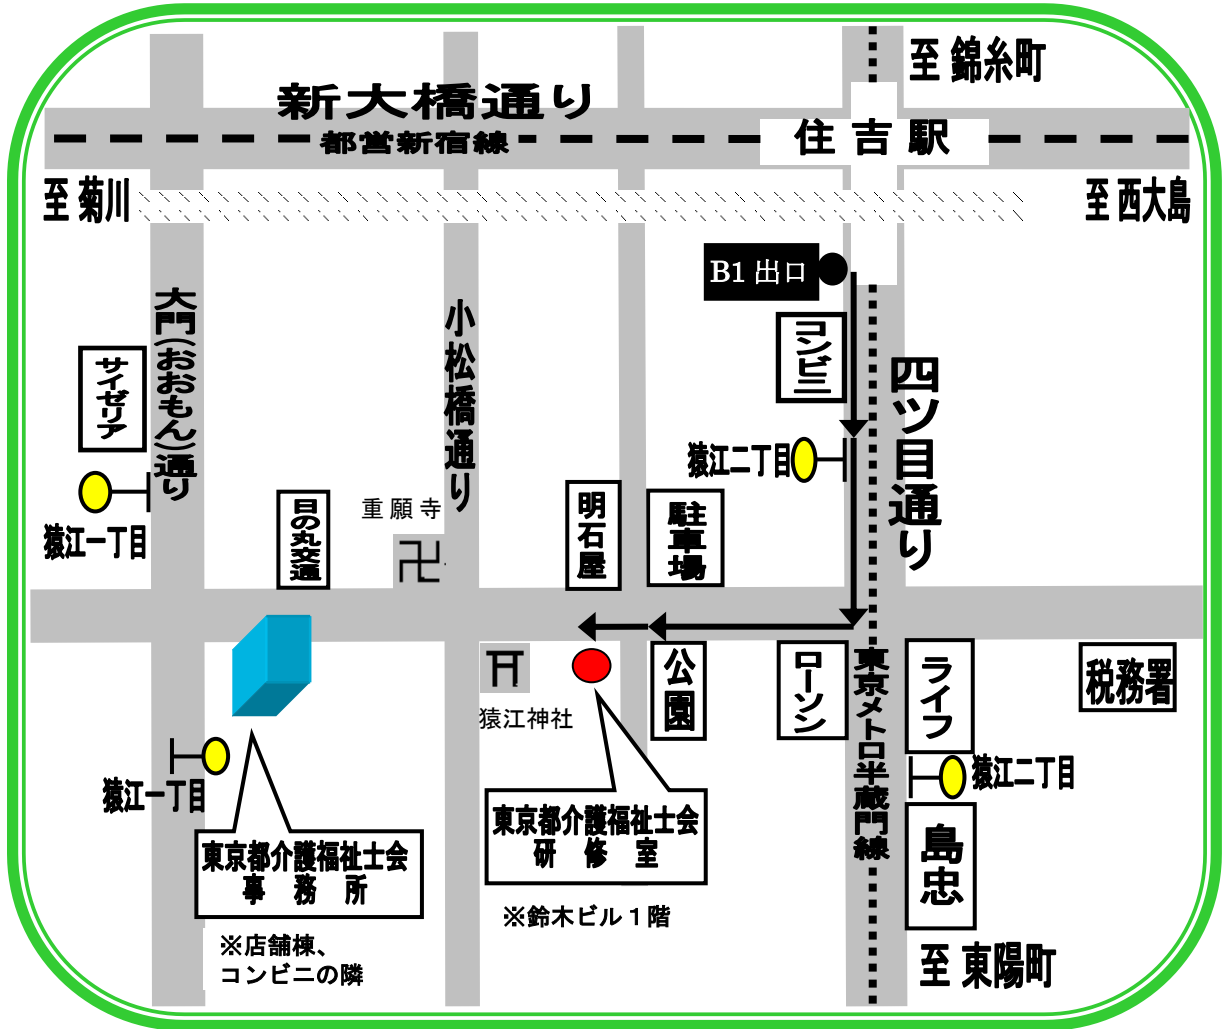 至 錦糸町
新大橋通り
都営新宿線
住吉駅
至 菊川
至 西大島
B1 出口
コンビニ
大門(おおもん)通り
小松橋通り
四ツ目通り
サイゼリア
猿江二丁目
猿江一丁目
日の丸交通
重願寺
卍
明石屋
駐車場
公園
ローソン
東京メトロ半蔵門線
ライフ
税務署
猿江神社
猿江一丁目
猿江二丁目
東京都介護福祉士会
研修室
東京都介護福祉士会
事務所
島忠
※鈴木ビル1階
※店舗棟、
コンビニの隣
至 東陽町